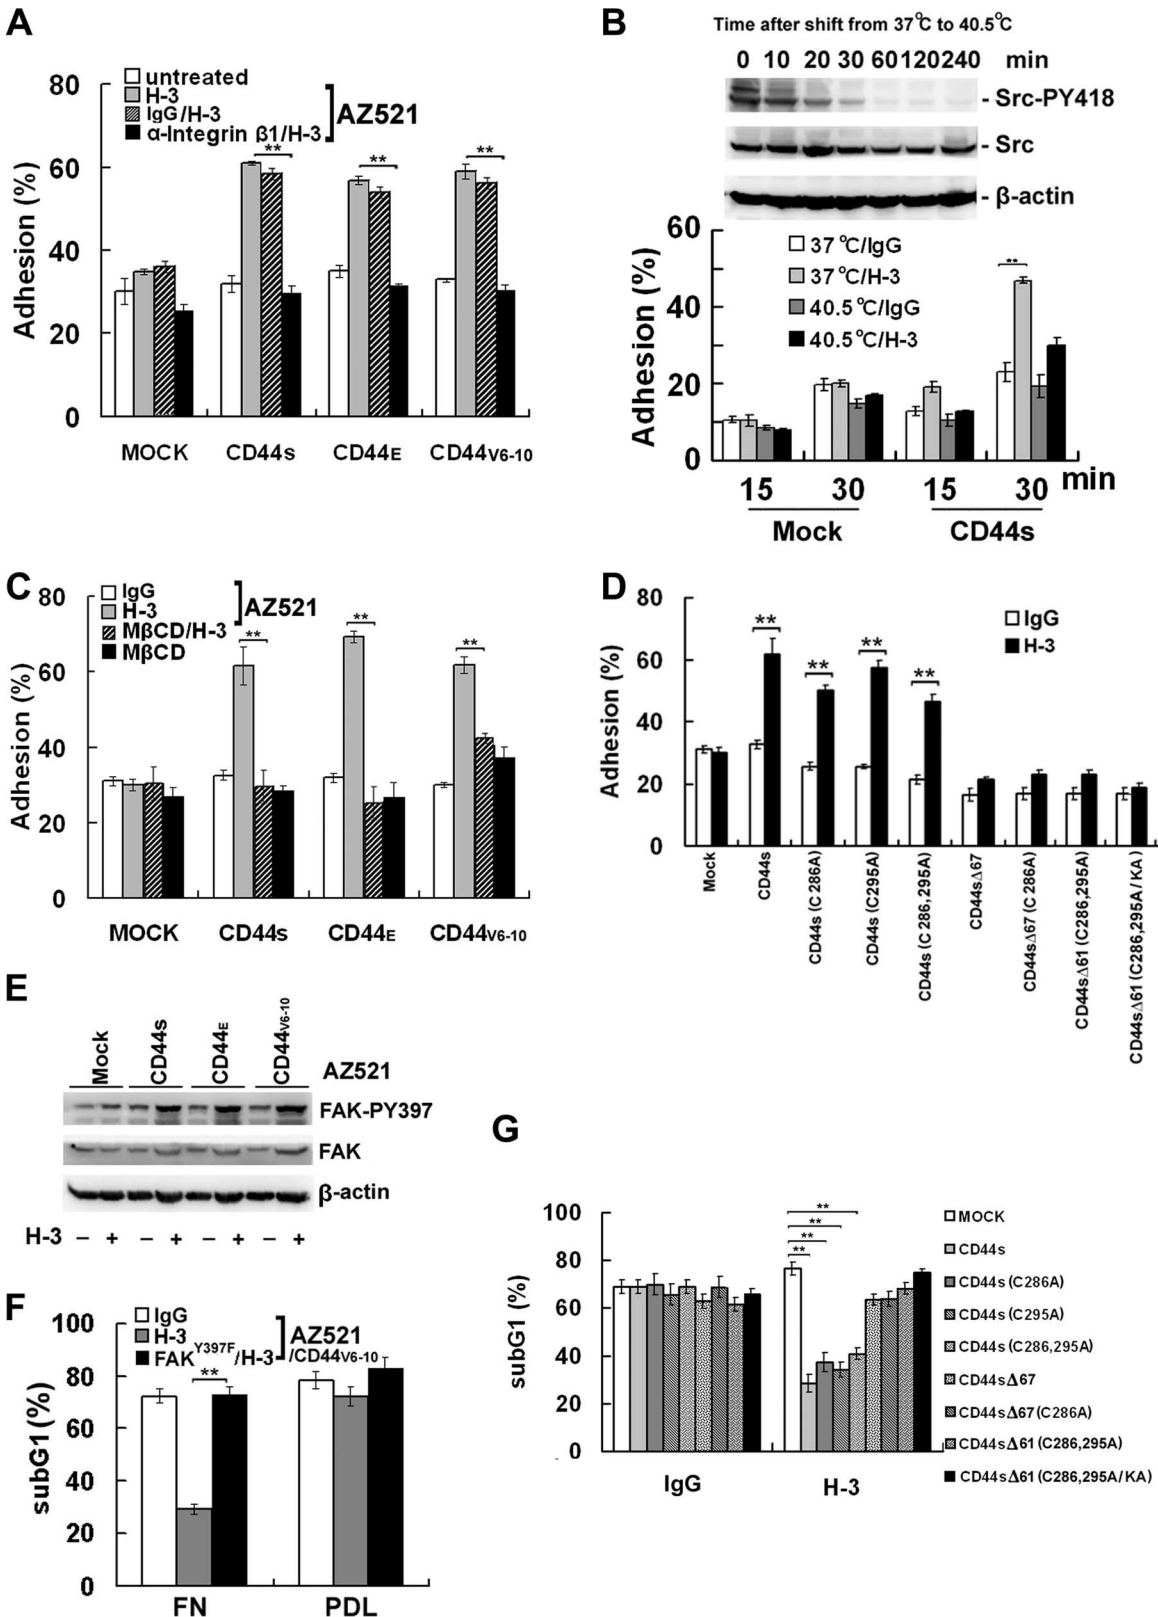 A
untreated
H-3
IgG/H-3
α-Integrin β1/H-3
AZ521
Adhesion (%)
80
60
40
20
0
**
**
**
MOCK
CD44s
CD44E
CD44V6-10
B
Time after shift from 37°C to 40.5°C
0 10 20 30 60 120 240 min
- Src-PY418
- Src
- β-actin
37°C/IgG
37°C/H-3
40.5°C/IgG
40.5°C/H-3
Adhesion (%)
60
40
20
0
**
15 30 15 30 min
Mock
CD44s
C
IgG
H-3
MβCD/H-3
MβCD
AZ521
Adhesion (%)
80
60
40
20
0
**
**
**
MOCK
CD44s
CD44E
CD44V6-10
D
IgG
H-3
Adhesion (%)
80
60
40
20
0
**
**
**
**
Mock
CD44s
CD44s (C286A)
CD44s (C295A)
CD44s (C286,295A)
CD44sΔ67
CD44sΔ67 (C286A)
CD44sΔ61 (C286,295A)
CD44sΔ61 (C286,295A/KA)
E
Mock
CD44s
CD44E
CD44V6-10
AZ521
FAK-PY397
FAK
β-actin
H-3 – + – + – + – +
F
IgG
H-3
FAKY397F/H-3
AZ521
/CD44V6-10
subG1 (%)
100
80
60
40
20
0
**
FN
PDL
G
subG1 (%)
100
80
60
40
20
0
**
**
**
**
IgG
H-3
MOCK
CD44s
CD44s (C286A)
CD44s (C295A)
CD44s (C286,295A)
CD44sΔ67
CD44sΔ67 (C286A)
CD44sΔ61 (C286,295A)
CD44sΔ61 (C286,295A/KA)